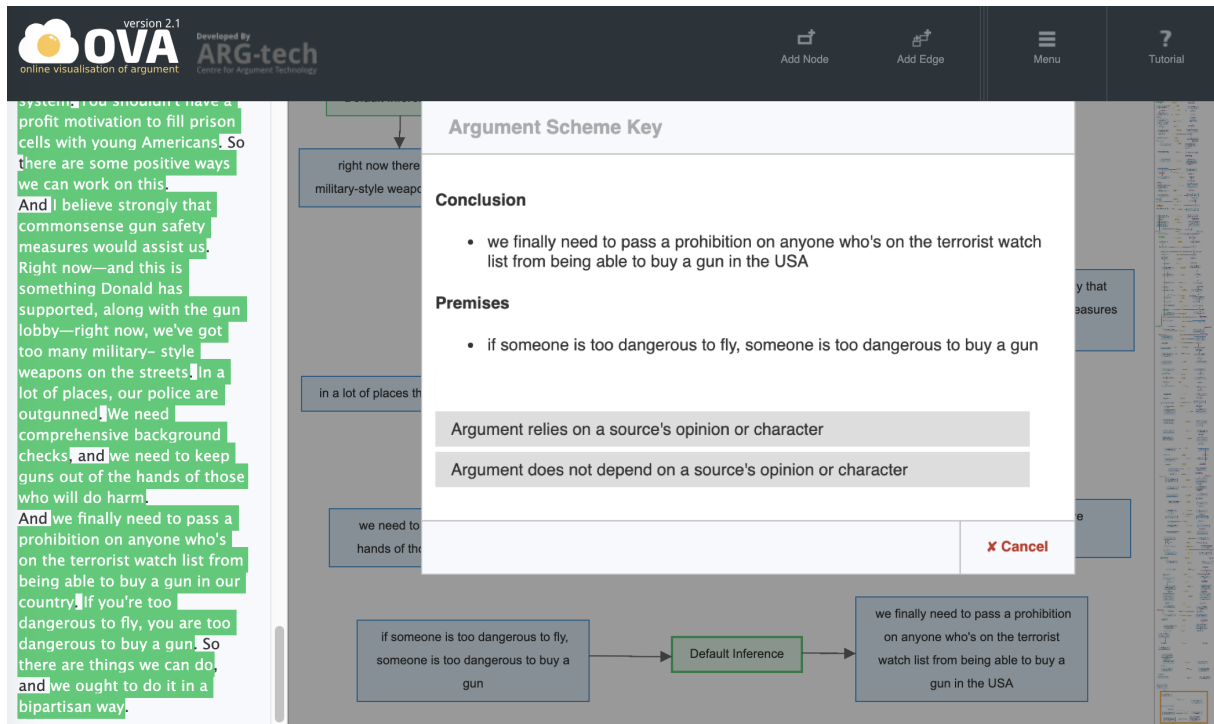 version 2.1
OVA
online visualisation of argument
Developed By
ARG-tech
Centre for Argument Technology
Add Node
Add Edge
Menu
Tutorial
system. You shouldn't have a
profit motivation to fill prison
cells with young Americans. So
there are some positive ways
we can work on this.
And I believe strongly that
commonsense gun safety
measures would assist us.
Right now—and this is
something Donald has
supported, along with the gun
lobby—right now, we've got
too many military– style
weapons on the streets. In a
lot of places, our police are
outgunned. We need
comprehensive background
checks, and we need to keep
guns out of the hands of those
who will do harm.
And we finally need to pass a
prohibition on anyone who's
on the terrorist watch list from
being able to buy a gun in our
country. If you're too
dangerous to fly, you are too
dangerous to buy a gun. So
there are things we can do,
and we ought to do it in a
bipartisan way.
right now there
military-style weapo
in a lot of places th
we need to
hands of tho
Argument Scheme Key
Conclusion
• we finally need to pass a prohibition on anyone who's on the terrorist watch
list from being able to buy a gun in the USA
Premises
• if someone is too dangerous to fly, someone is too dangerous to buy a gun
Argument relies on a source's opinion or character
Argument does not depend on a source's opinion or character
✘ Cancel
y that
easures
e
if someone is too dangerous to fly,
someone is too dangerous to buy a
gun
Default Inference
we finally need to pass a prohibition
on anyone who's on the terrorist
watch list from being able to buy a
gun in the USA